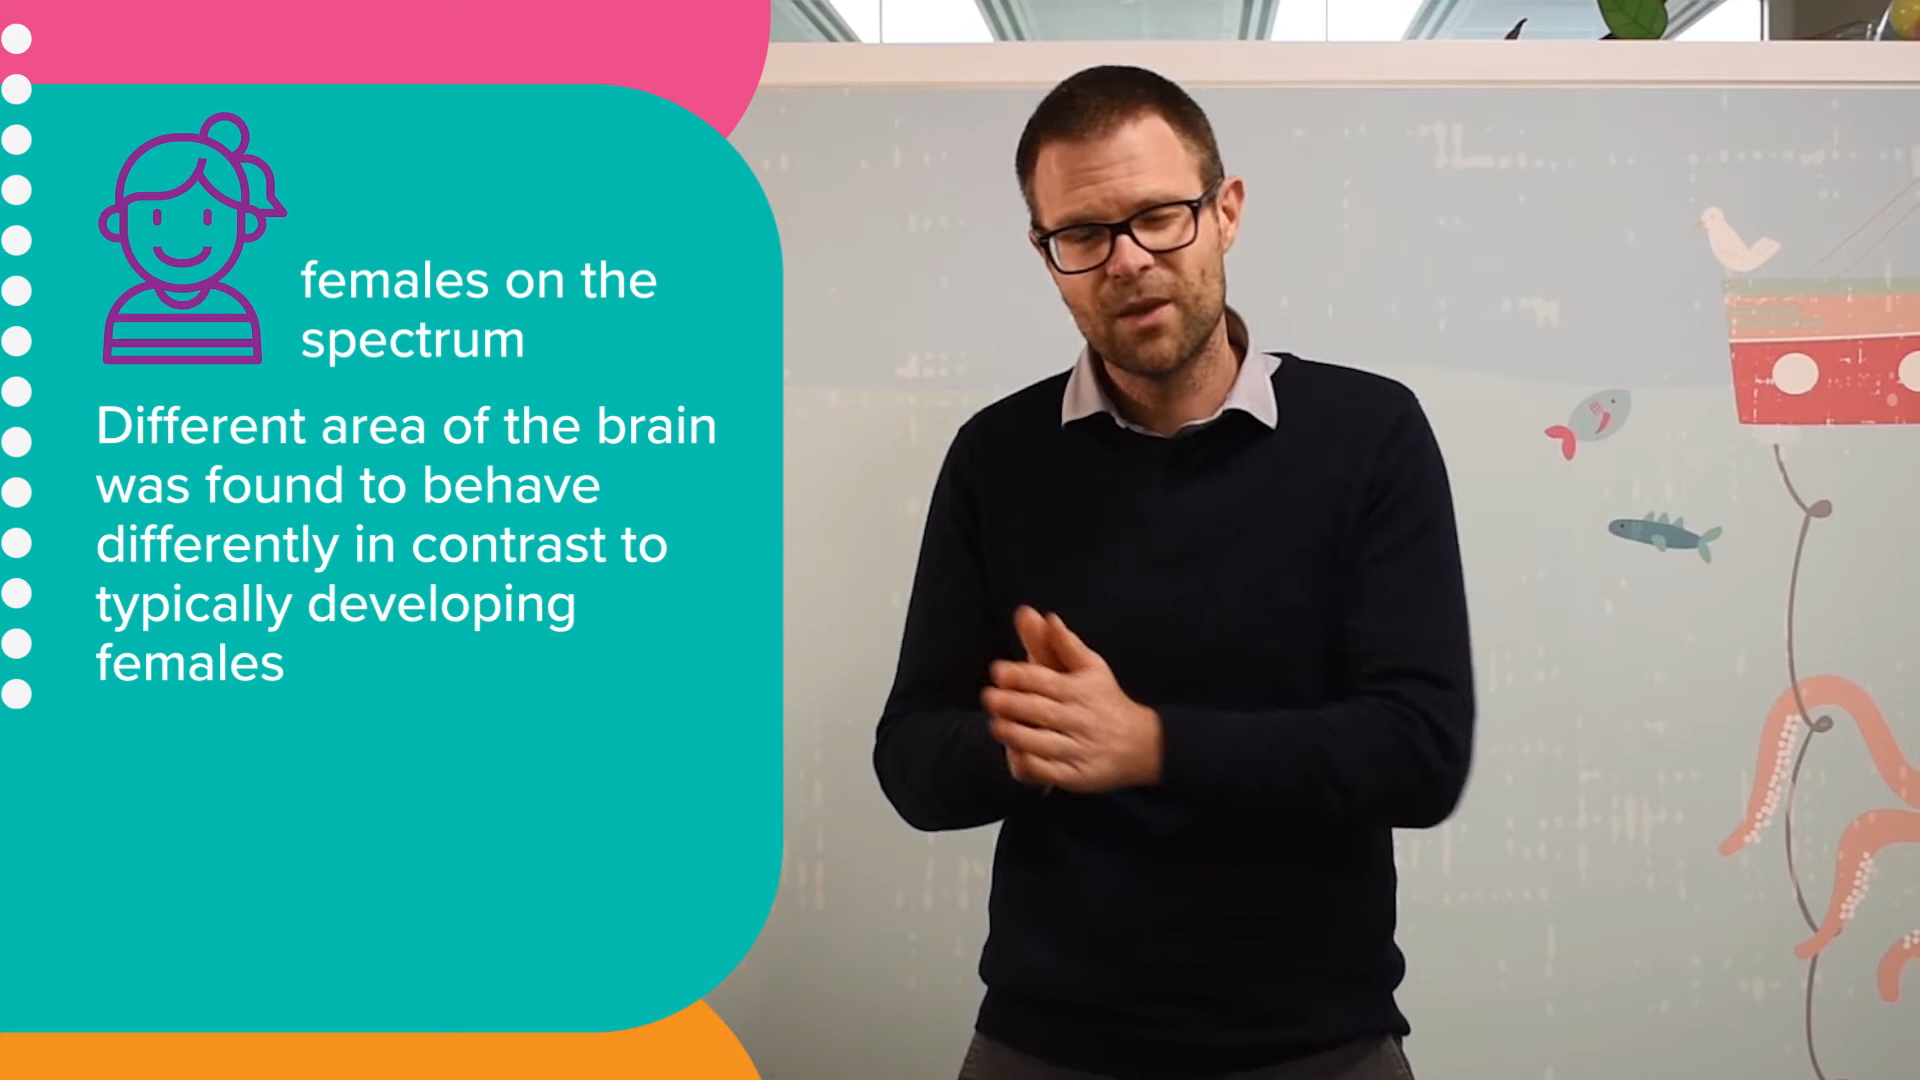 females on the
spectrum
Different area of the brain
was found to behave
differently in contrast to
typically developing
females